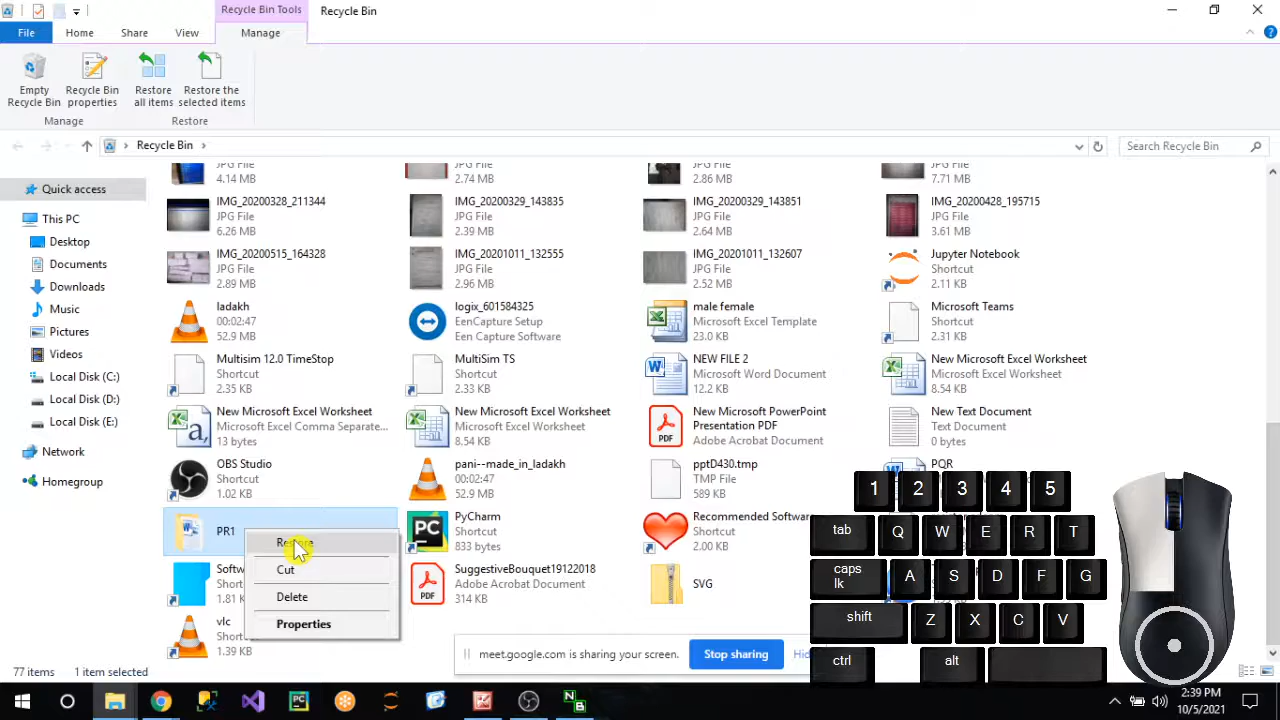 Recycle Bin Tools
Recycle Bin
File
Home
Share
View
Manage
Empty
Recycle Bin
Recycle Bin
properties
Restore
all items
Restore the
selected items
Manage
Restore
Recycle Bin
Search Recycle Bin
Quick access
This PC
Desktop
Documents
Downloads
Music
Pictures
Videos
Local Disk (C:)
Local Disk (D:)
Local Disk (E:)
Network
Homegroup
JPG File
4.14 MB
JPG File
2.74 MB
JPG File
2.86 MB
JPG File
7.71 MB
IMG_20200328_211344
JPG File
6.26 MB
IMG_20200329_143835
JPG File
2.39 MB
IMG_20200329_143851
JPG File
2.64 MB
IMG_20200428_195715
JPG File
3.61 MB
IMG_20200515_164328
JPG File
2.89 MB
IMG_20201011_132555
JPG File
2.96 MB
IMG_20201011_132607
JPG File
2.52 MB
Jupyter Notebook
Shortcut
2.11 KB
ladakh
00:02:47
52.9 MB
logix_601584325
EenCapture Setup
Een Capture Software
male female
Microsoft Excel Template
23.0 KB
Microsoft Teams
Shortcut
2.31 KB
Multisim 12.0 TimeStop
Shortcut
2.35 KB
MultiSim TS
Shortcut
2.33 KB
NEW FILE 2
Microsoft Word Document
12.2 KB
New Microsoft Excel Worksheet
Shortcut
8.54 KB
New Microsoft Excel Worksheet
Microsoft Excel Comma Separate...
13 bytes
New Microsoft Excel Worksheet
Microsoft Excel Worksheet
8.54 KB
New Microsoft PowerPoint
Presentation PDF
Adobe Acrobat Document
PDF
New Text Document
Text Document
0 bytes
OBS Studio
Shortcut
1.02 KB
pani--made_in_ladakh
00:02:47
52.9 MB
pptD430.tmp
TMP File
589 KB
PQR
PR1
PC
PyCharm
Shortcut
833 bytes
Recommended Software
Shortcut
2.00 KB
Softw
Short
1.81 K
PDF
SuggestiveBouquet19122018
Adobe Acrobat Document
314 KB
SVG
vlc
Shortcut
1.39 KB
Restore
Cut
Delete
Properties
meet.google.com is sharing your screen.
Stop sharing
Hid
1 2 3 4 5
tab Q W E R T
caps
lk
A S D F G
shift Z X C V
ctrl alt
77 items
1 item selected
2:39 PM
10/5/2021